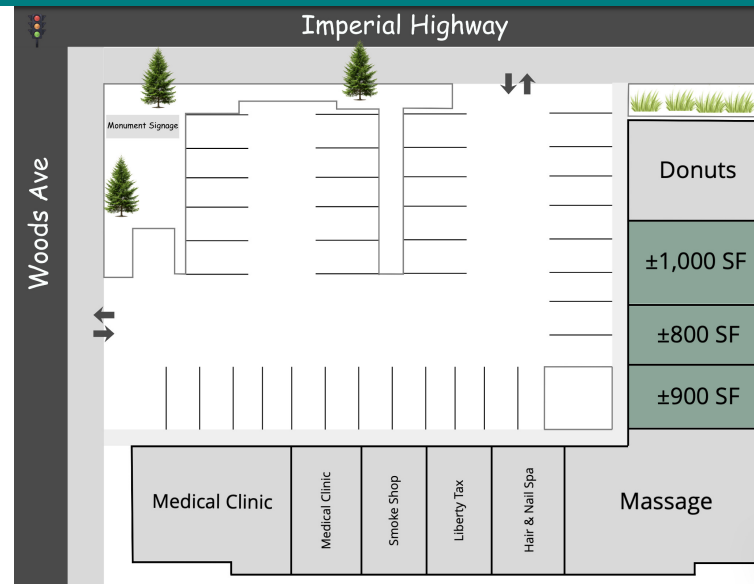 Imperial Highway
Woods Ave
Monument Signage
Donuts
±1,000 SF
±800 SF
±900 SF
Medical Clinic
Medical Clinic
Smoke Shop
Liberty Tax
Hair & Nail Spa
Massage